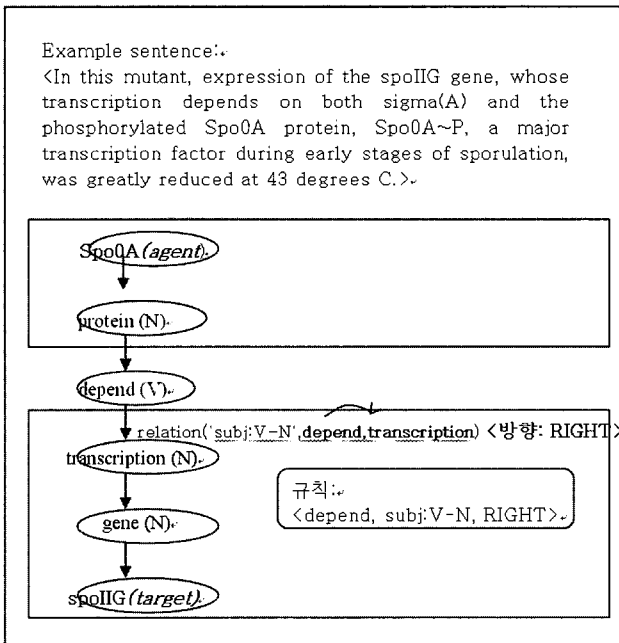 Example sentence:
<In this mutant, expression of the spoIIG gene, whose
transcription depends on both sigma(A) and the
phosphorylated Spo0A protein, Spo0A~P, a major
transcription factor during early stages of sporulation,
was greatly reduced at 43 degrees C.>
Spo0A(agent)
protein (N)
depend (V)
relation('subj:V-N',depend,transcription) <방향: RIGHT>
transcription (N)
규칙:
<depend, subj:V-N, RIGHT>
gene (N)
spoIIG(target)